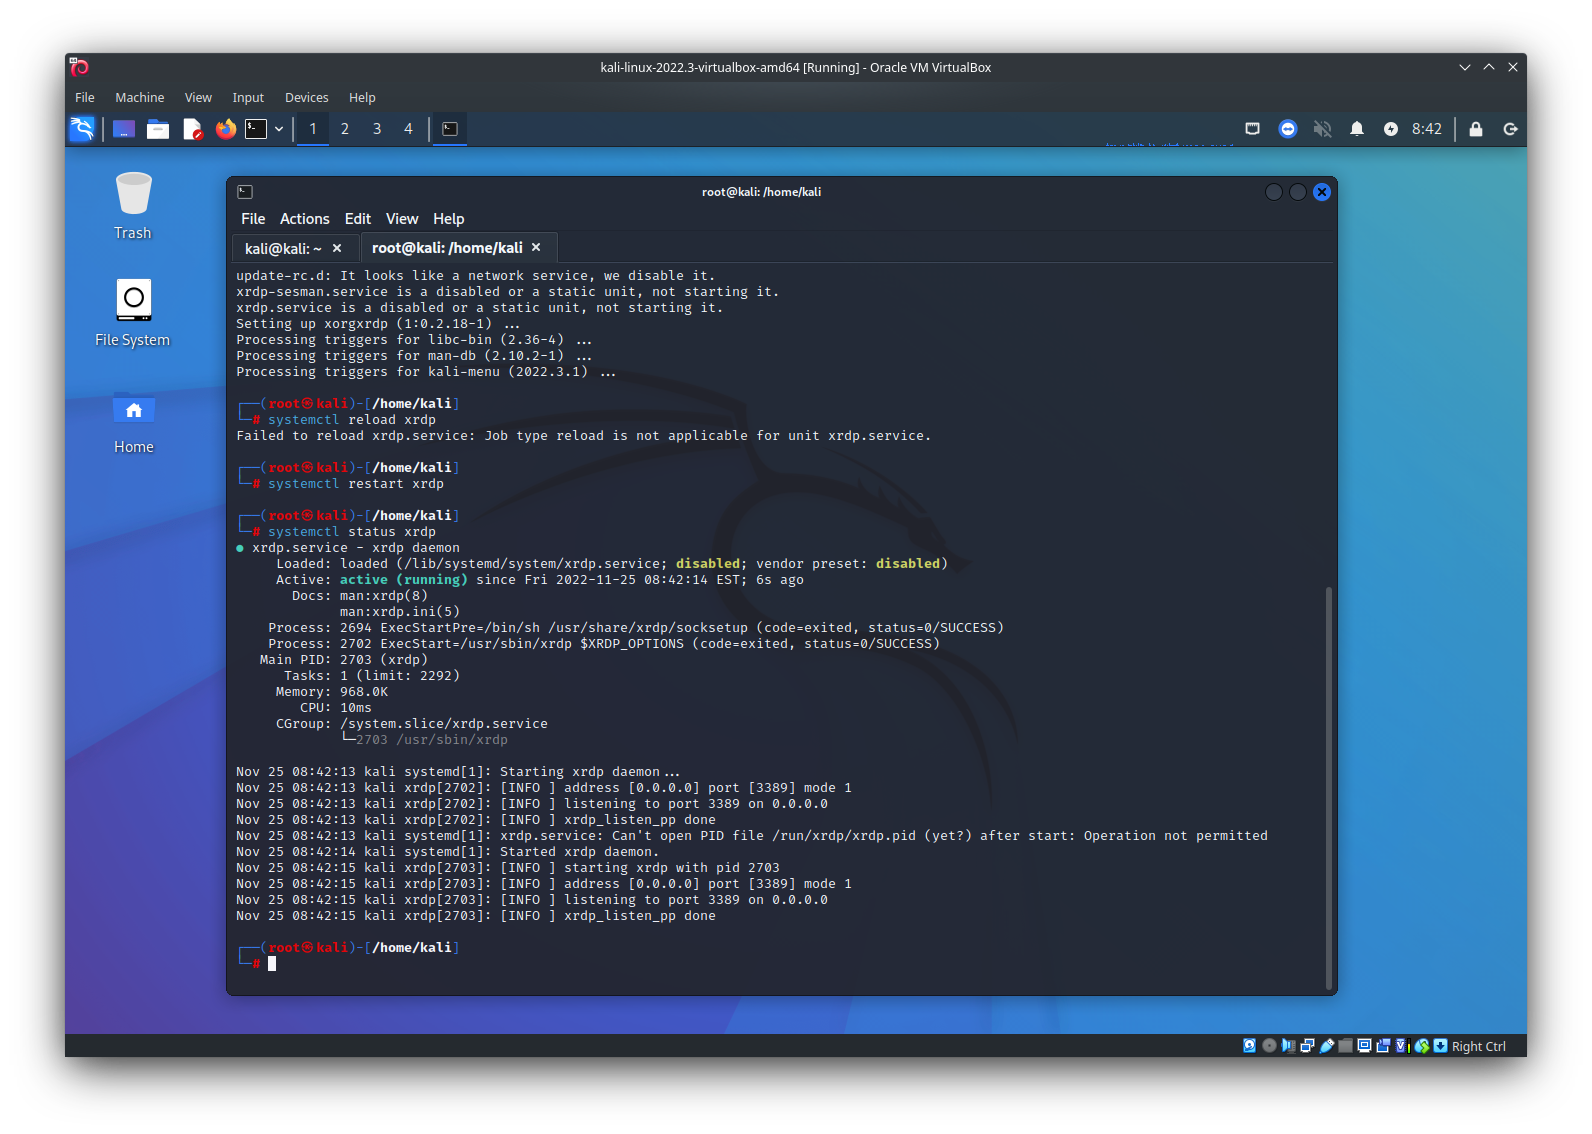 kali-linux-2022.3-virtualbox-amd64 [Running] - Oracle VM VirtualBox
File Machine View Input Devices Help
1 2 3 4 8:42
root@kali: /home/kali
File Actions Edit View Help
kali@kali: ~ root@kali: /home/kali
Trash
File System
Home
update-rc.d: It looks like a network service, we disable it.
xrdp-sesman.service is a disabled or a static unit, not starting it.
xrdp.service is a disabled or a static unit, not starting it.
Setting up xorgxrdp (1:0.2.18-1) ...
Processing triggers for libc-bin (2.36-4) ...
Processing triggers for man-db (2.10.2-1) ...
Processing triggers for kali-menu (2022.3.1) ...
┌──(root㉿kali)-[/home/kali]
└─# systemctl reload xrdp
Failed to reload xrdp.service: Job type reload is not applicable for unit xrdp.service.
┌──(root㉿kali)-[/home/kali]
└─# systemctl restart xrdp
┌──(root㉿kali)-[/home/kali]
└─# systemctl status xrdp
● xrdp.service - xrdp daemon
Loaded: loaded (/lib/systemd/system/xrdp.service; disabled; vendor preset: disabled)
Active: active (running) since Fri 2022-11-25 08:42:14 EST; 6s ago
Docs: man:xrdp(8)
man:xrdp.ini(5)
Process: 2694 ExecStartPre=/bin/sh /usr/share/xrdp/socksetup (code=exited, status=0/SUCCESS)
Process: 2702 ExecStart=/usr/sbin/xrdp $XRDP_OPTIONS (code=exited, status=0/SUCCESS)
Main PID: 2703 (xrdp)
Tasks: 1 (limit: 2292)
Memory: 968.0K
CPU: 10ms
CGroup: /system.slice/xrdp.service
└─2703 /usr/sbin/xrdp
Nov 25 08:42:13 kali systemd[1]: Starting xrdp daemon...
Nov 25 08:42:13 kali xrdp[2702]: [INFO ] address [0.0.0.0] port [3389] mode 1
Nov 25 08:42:13 kali xrdp[2702]: [INFO ] listening to port 3389 on 0.0.0.0
Nov 25 08:42:13 kali xrdp[2702]: [INFO ] xrdp_listen_pp done
Nov 25 08:42:13 kali systemd[1]: xrdp.service: Can't open PID file /run/xrdp/xrdp.pid (yet?) after start: Operation not permitted
Nov 25 08:42:14 kali systemd[1]: Started xrdp daemon.
Nov 25 08:42:15 kali xrdp[2703]: [INFO ] starting xrdp with pid 2703
Nov 25 08:42:15 kali xrdp[2703]: [INFO ] address [0.0.0.0] port [3389] mode 1
Nov 25 08:42:15 kali xrdp[2703]: [INFO ] listening to port 3389 on 0.0.0.0
Nov 25 08:42:15 kali xrdp[2703]: [INFO ] xrdp_listen_pp done
┌──(root㉿kali)-[/home/kali]
└─#
Right Ctrl